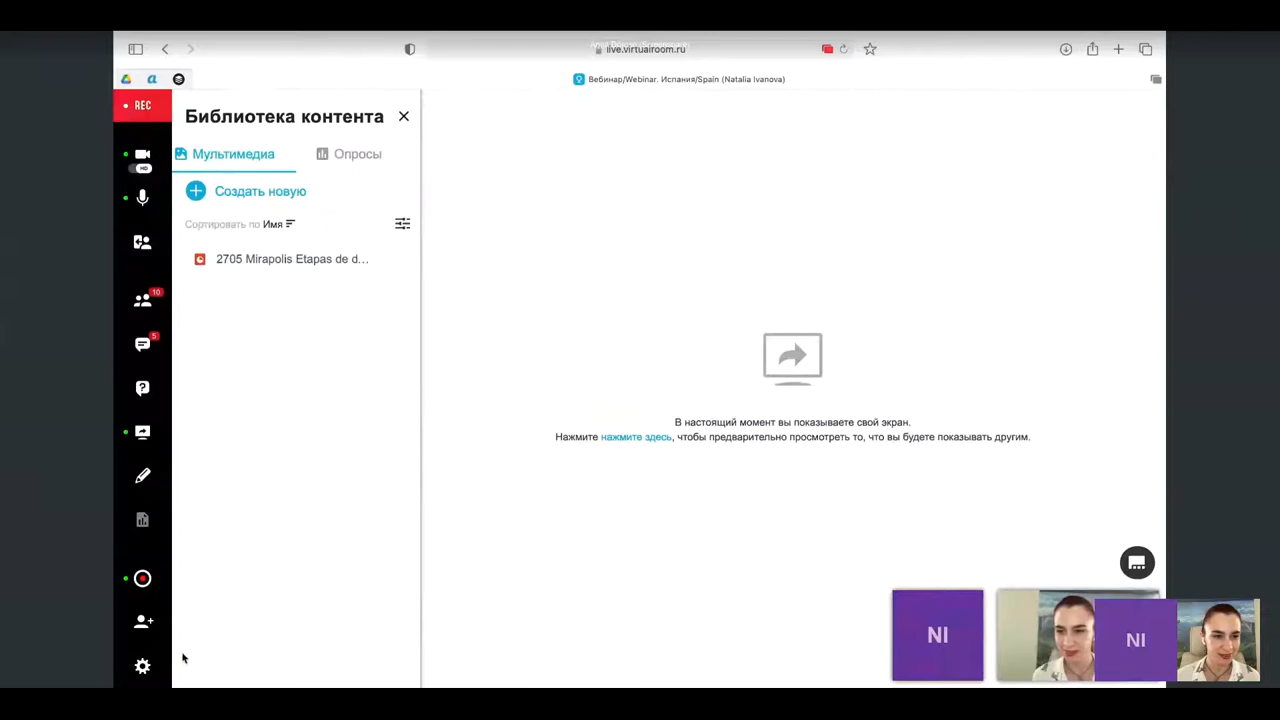 live.virtualroom.ru
Вебинар/Webinar. Испания/Spain (Natalia Ivanova)
REC
Библиотека контента
HD
Мультимедиа
Опросы
Создать новую
Сортировать по Имя
2705 Mirapolis Etapas de d...
10
5
В настоящий момент вы показываете свой экран.
Нажмите нажмите здесь, чтобы предварительно просмотреть то, что вы будете показывать другим.
NI
NI